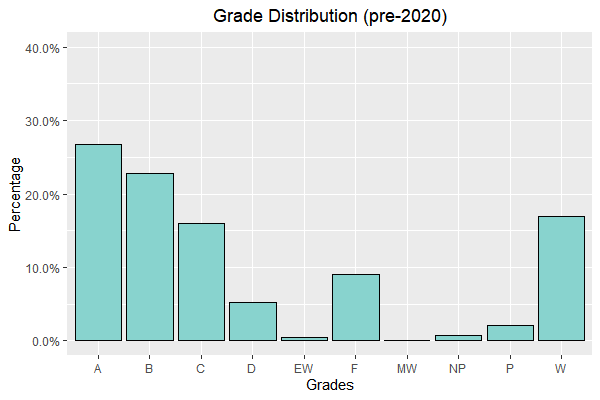 Grade Distribution (pre-2020)
40.0%
30.0%
20.0%
10.0%
0.0%
Percentage
A B C D EW F MW NP P W
Grades